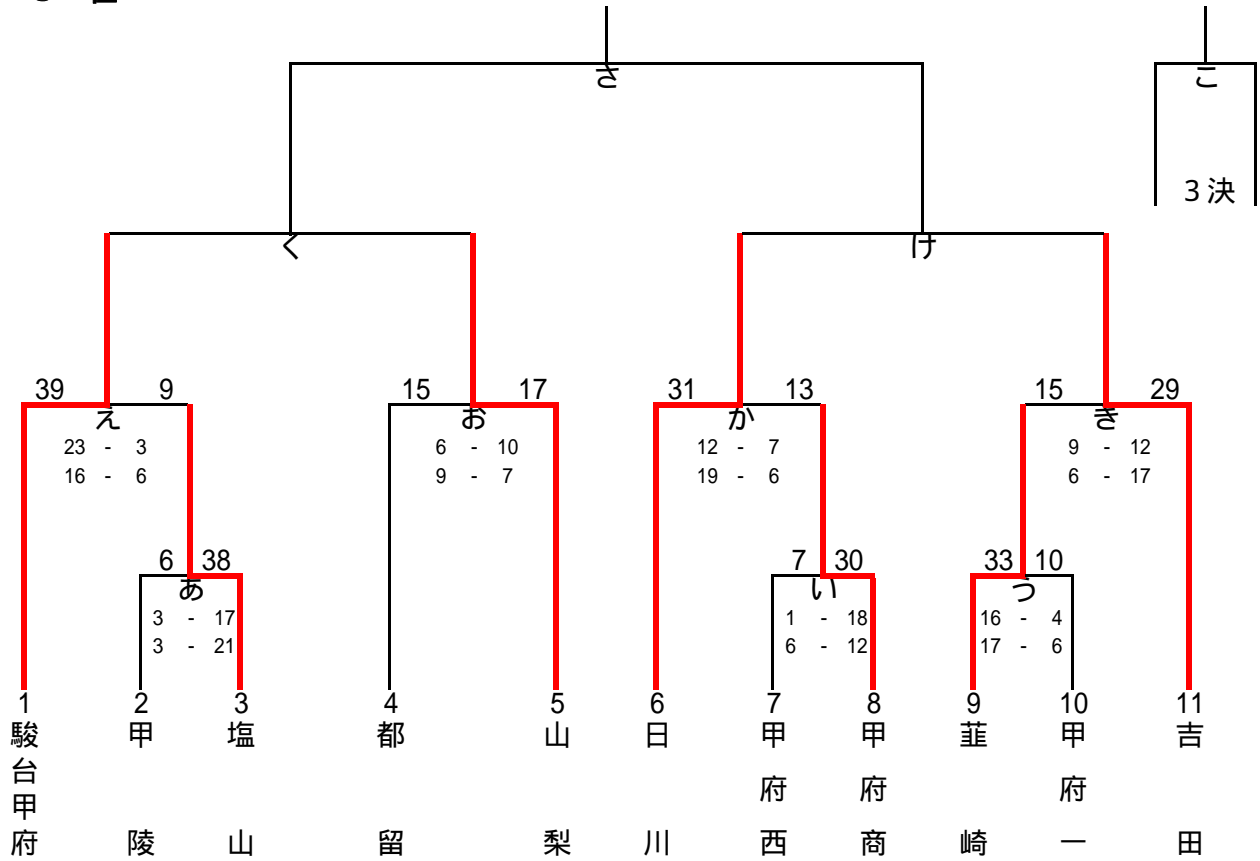 さ
こ
3決
く
け
39 9
え
23 - 3
16 - 6
15 17
お
6 - 10
9 - 7
31 13
か
12 - 7
19 - 6
15 29
き
9 - 12
6 - 17
6 38
あ
3 - 17
3 - 21
7 30
い
1 - 18
6 - 12
33 10
う
16 - 4
17 - 6
1 2 3 4 5 6 7 8 9 10 11
駿台甲府
甲陵
塩山
都留
山梨
日川
甲府西
甲府商
韮崎
甲府一
吉田